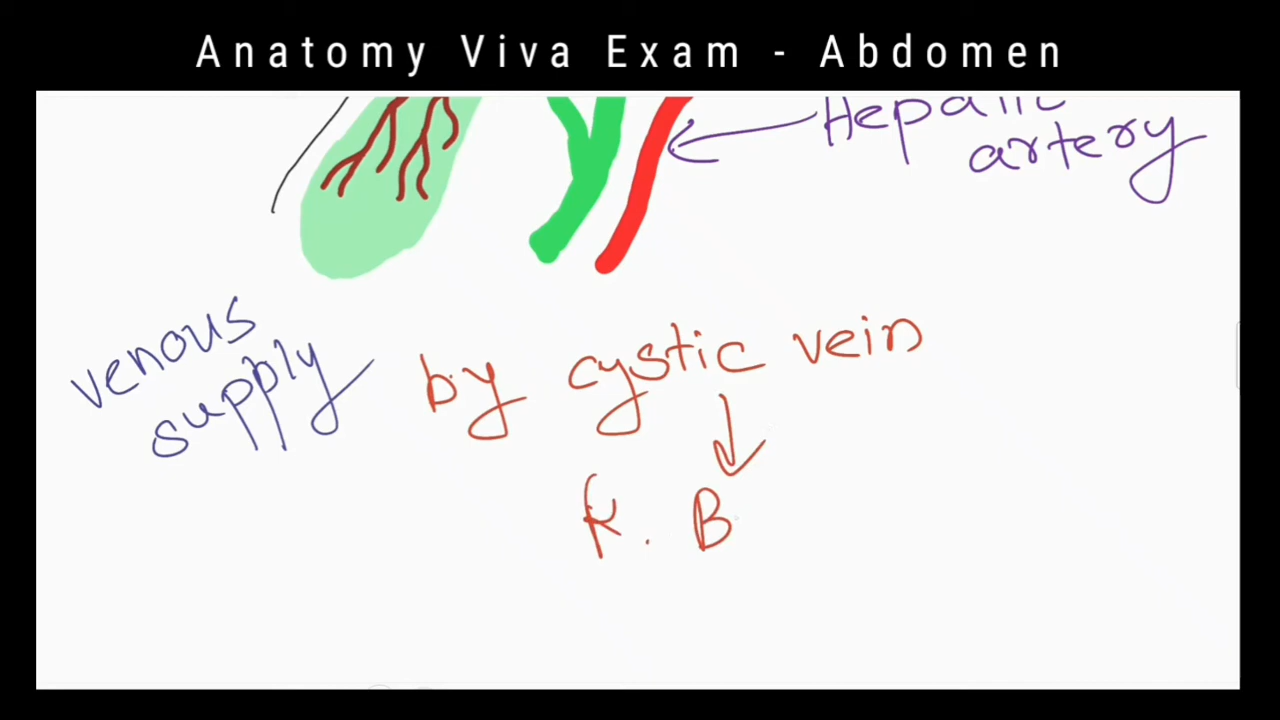 Anatomy Viva Exam - Abdomen
Hepatic
artery
venous
supply
by cystic vein
R. B